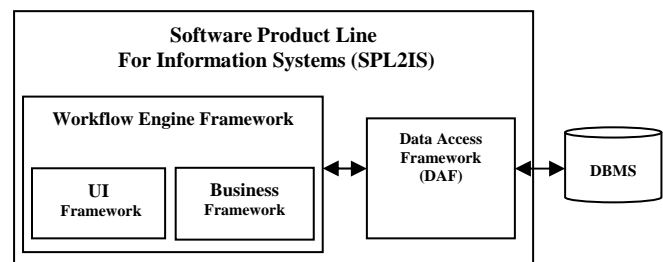 Software Product Line
For Information Systems (SPL2IS)
Workflow Engine Framework
UI
Framework
Business
Framework
Data Access
Framework
(DAF)
DBMS